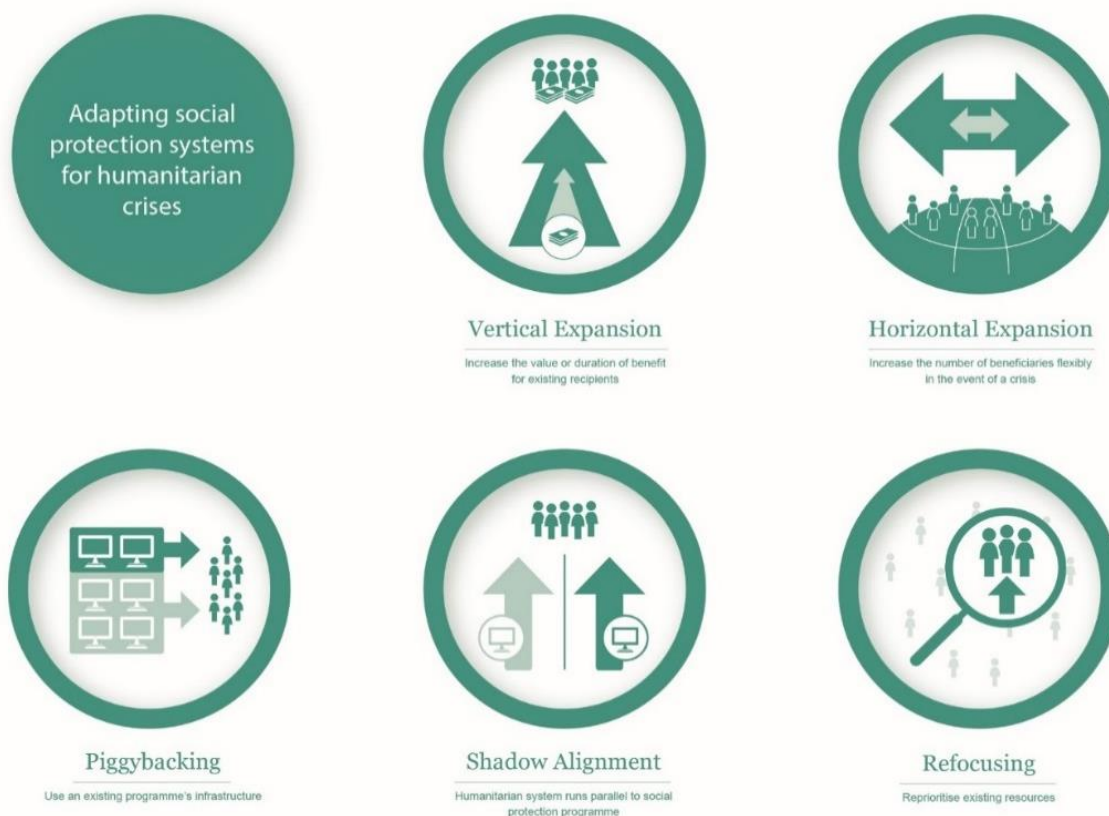 Adapting social
protection systems
for humanitarian
crises
Vertical Expansion
Increase the value or duration of benefit
for existing recipients
Horizontal Expansion
Increase the number of beneficiaries flexibly
in the event of a crisis
Piggybacking
Use an existing programme's infrastructure
Shadow Alignment
Humanitarian system runs parallel to social
protection programme
Refocusing
Reprioritise existing resources